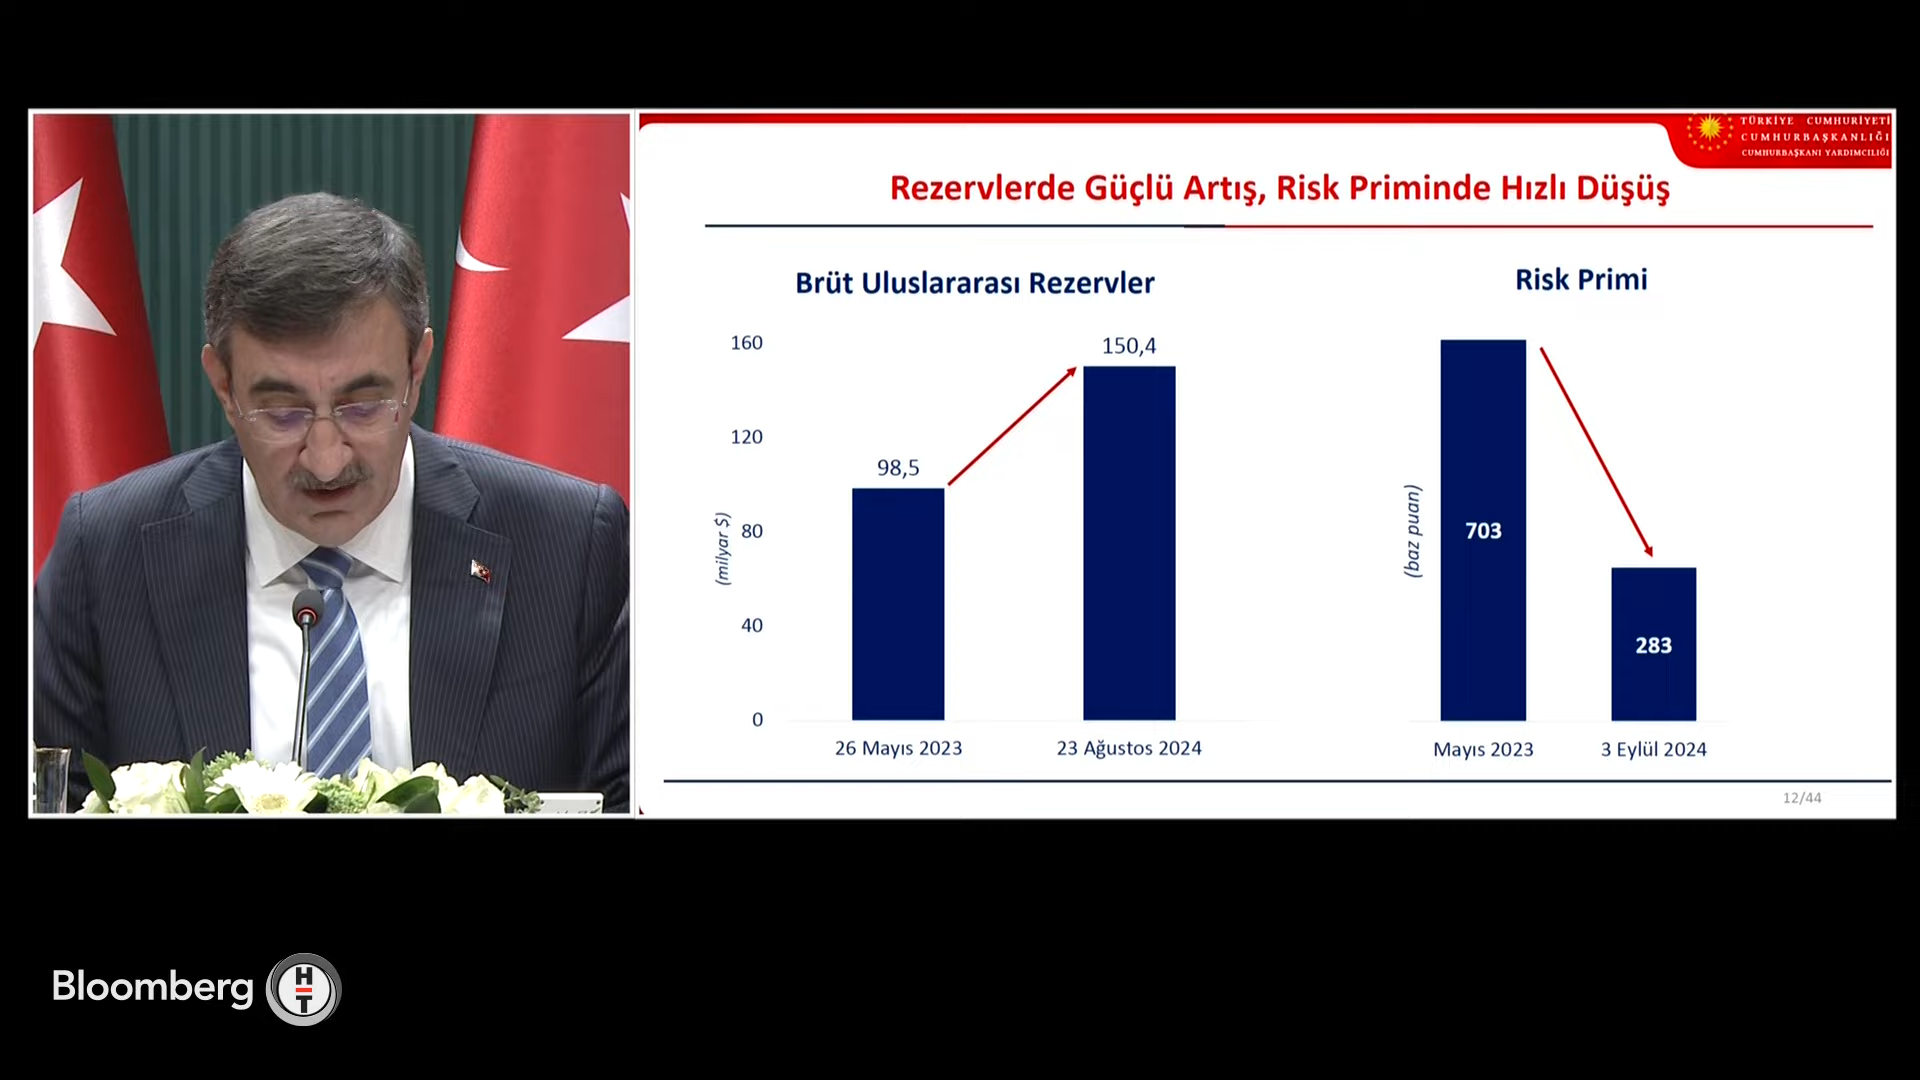 TÜRKİYE CUMHURİYETİ
CUMHURBAŞKANLIĞI
CUMHURBAŞKANI YARDIMCILIĞI
Rezervlerde Güçlü Artış, Risk Priminde Hızlı Düşüş
Brüt Uluslararası Rezervler
160
120
80
40
0
(milyar $)
98,5
150,4
26 Mayıs 2023
23 Ağustos 2024
Risk Primi
(baz puan)
703
283
Mayıs 2023
3 Eylül 2024
12/44
Bloomberg HT